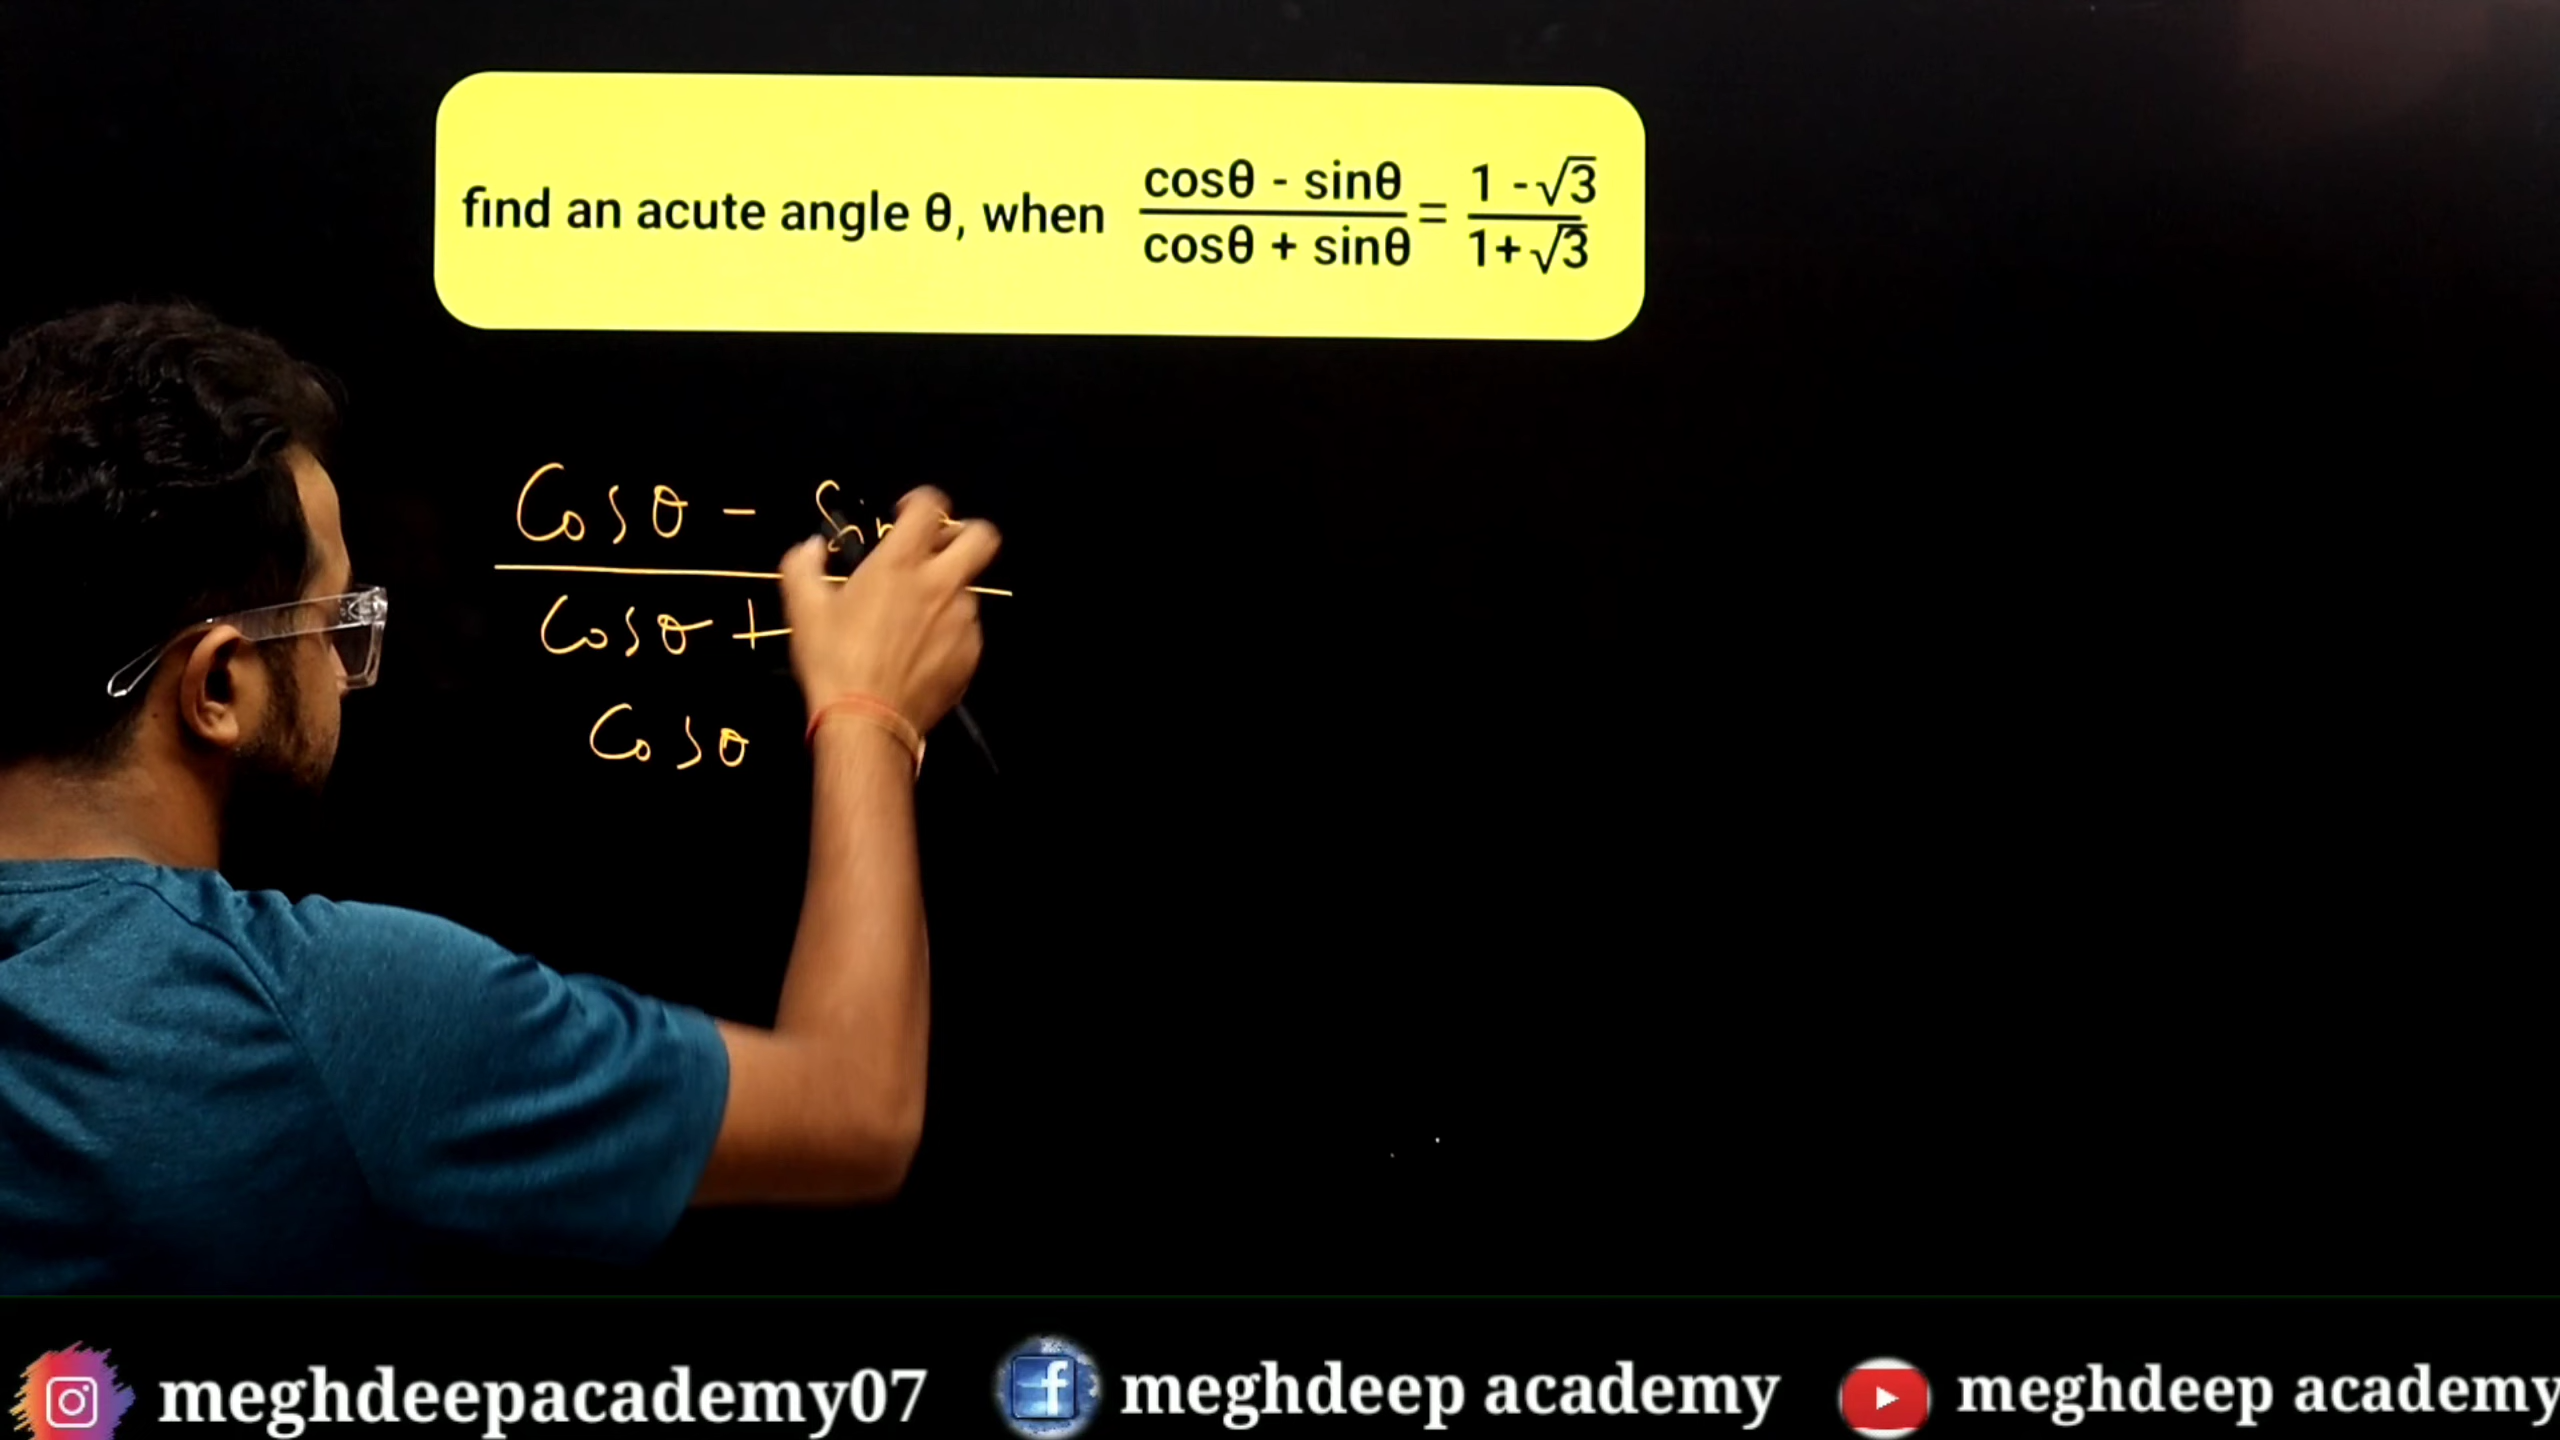 find an acute angle θ, when cosθ - sinθ / cosθ + sinθ = 1 - √3 / 1+ √3
Cosθ - Sin
Cosθ +
Cosθ
meghdeepacademy07 meghdeep academy meghdeep academy